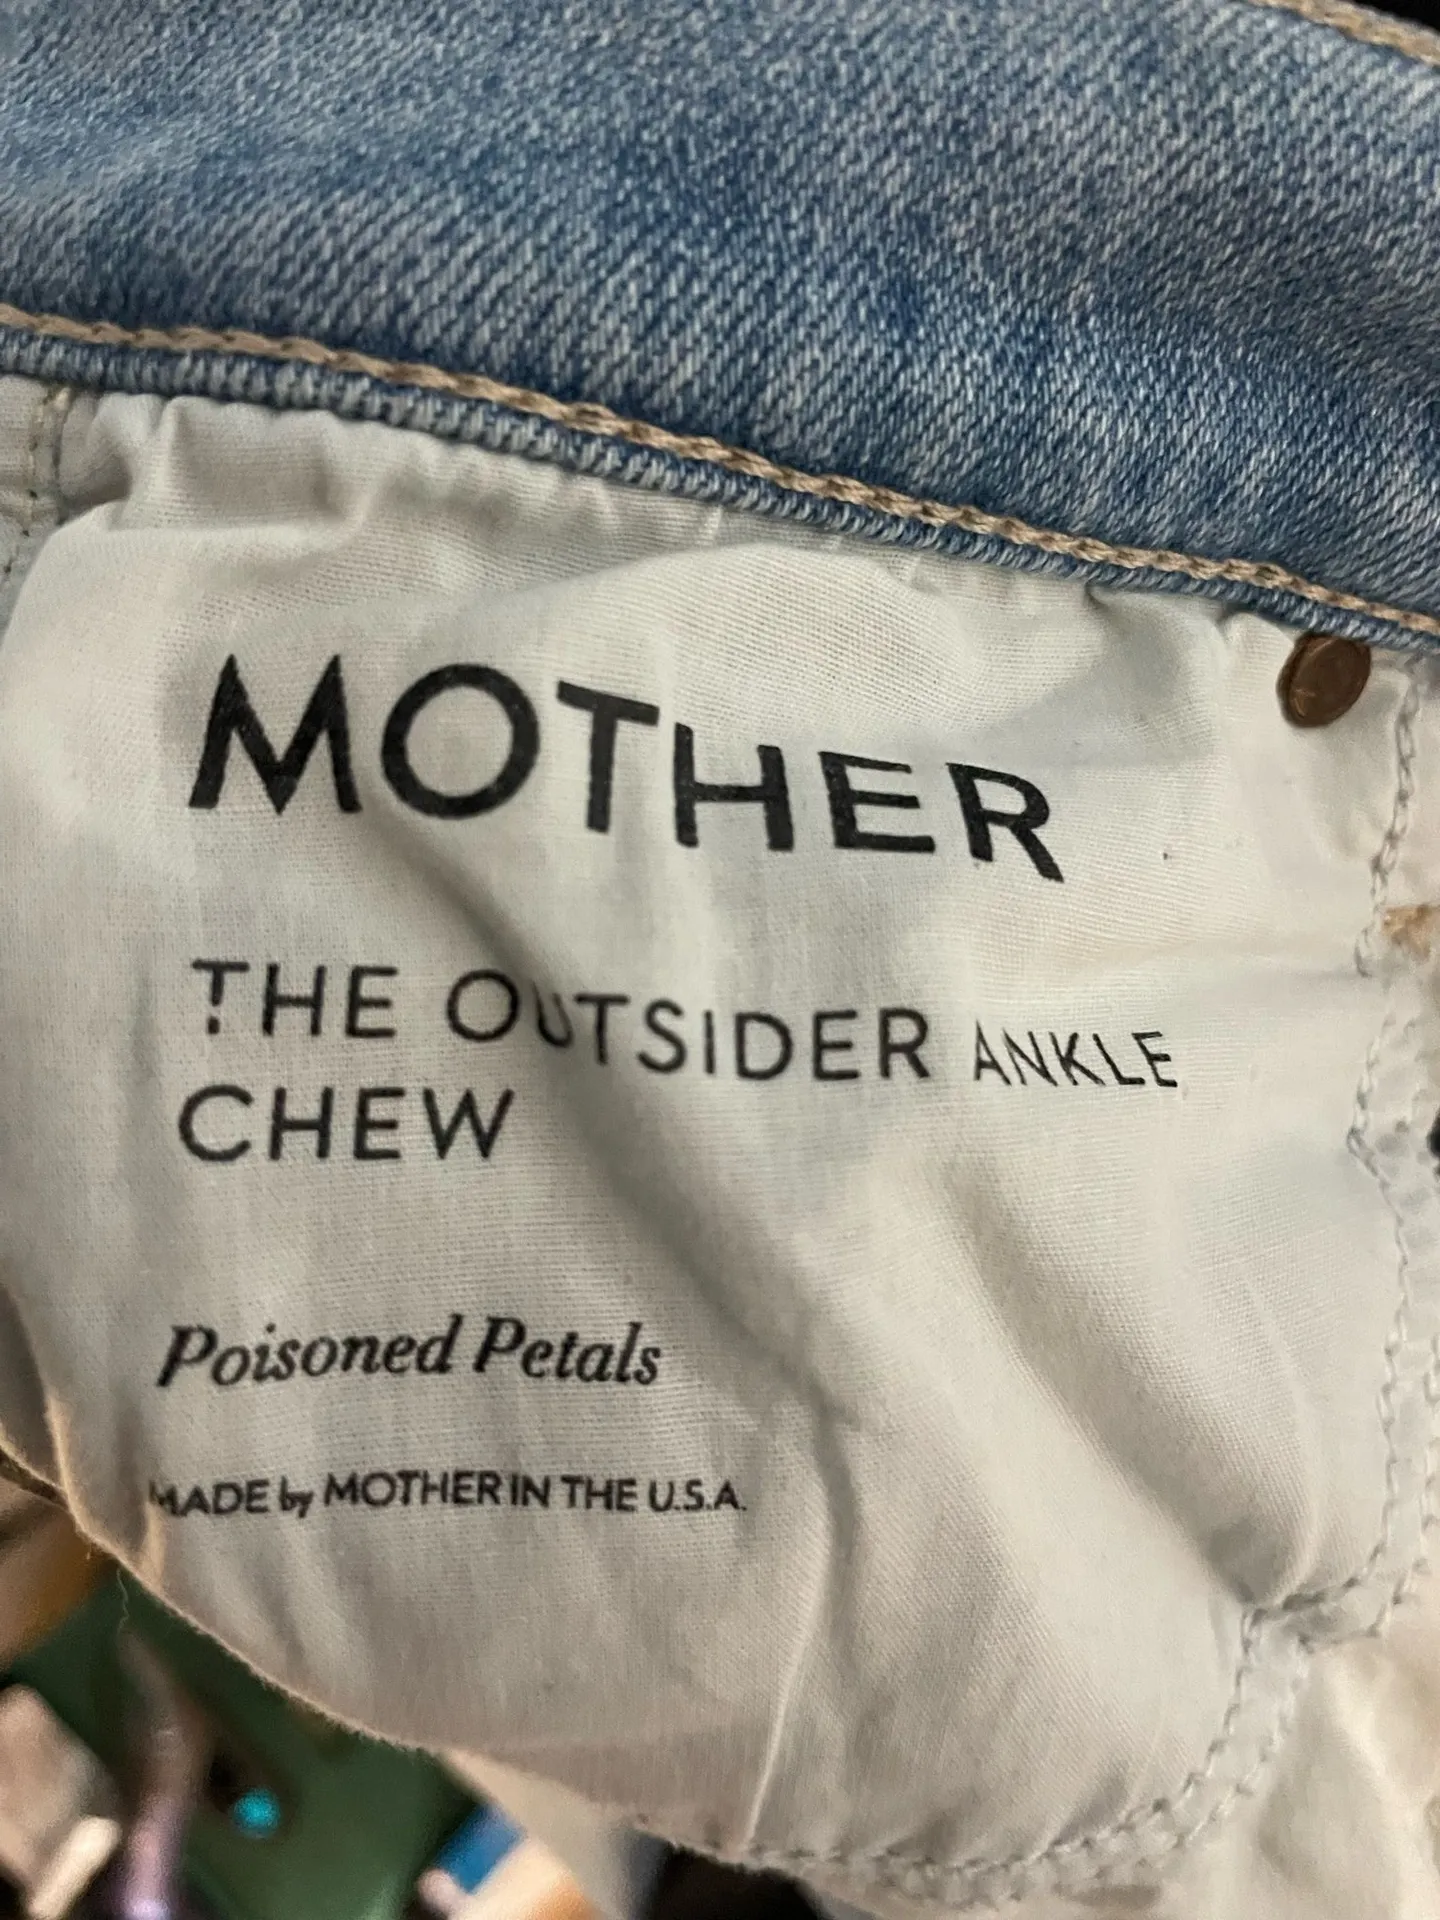 MOTHER
THE OUTSIDER ANKLE
CHEW
Poisoned Petals
MADE by MOTHER IN THE U.S.A.